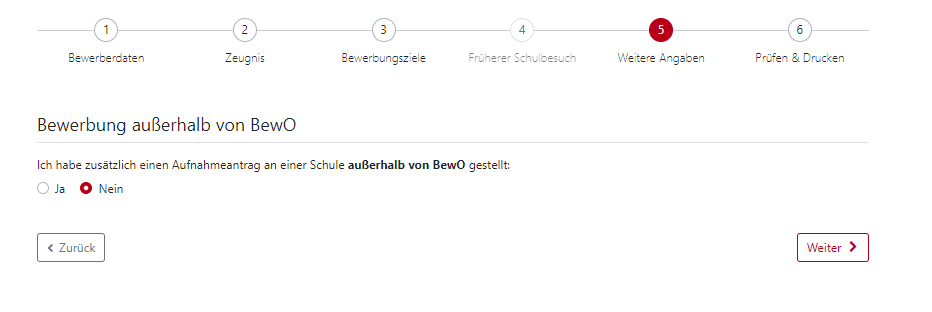 1 2 3 4 5 6
Bewerberdaten Zeugnis Bewerbungsziele Früherer Schulbesuch Weitere Angaben Prüfen & Drucken
Bewerbung außerhalb von BewO
Ich habe zusätzlich einen Aufnahmeantrag an einer Schule außerhalb von BewO gestellt:
Ja Nein
Zurück Weiter